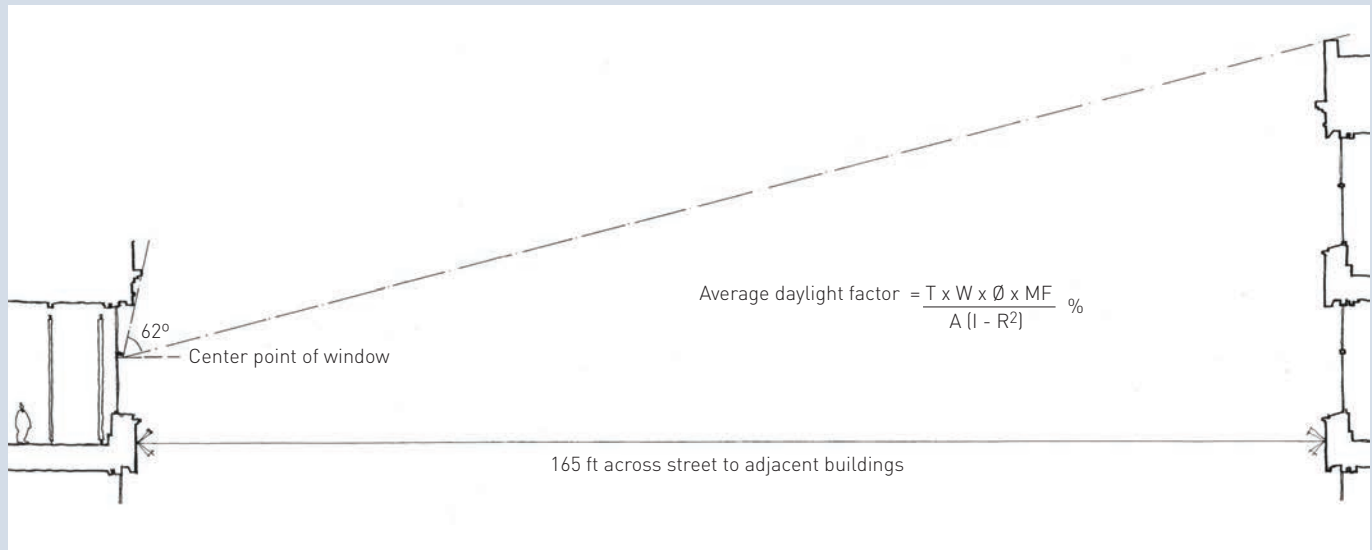 62º
Center point of window
Average daylight factor = T x W x Ø x MF %
A (I - R²)
165 ft across street to adjacent buildings